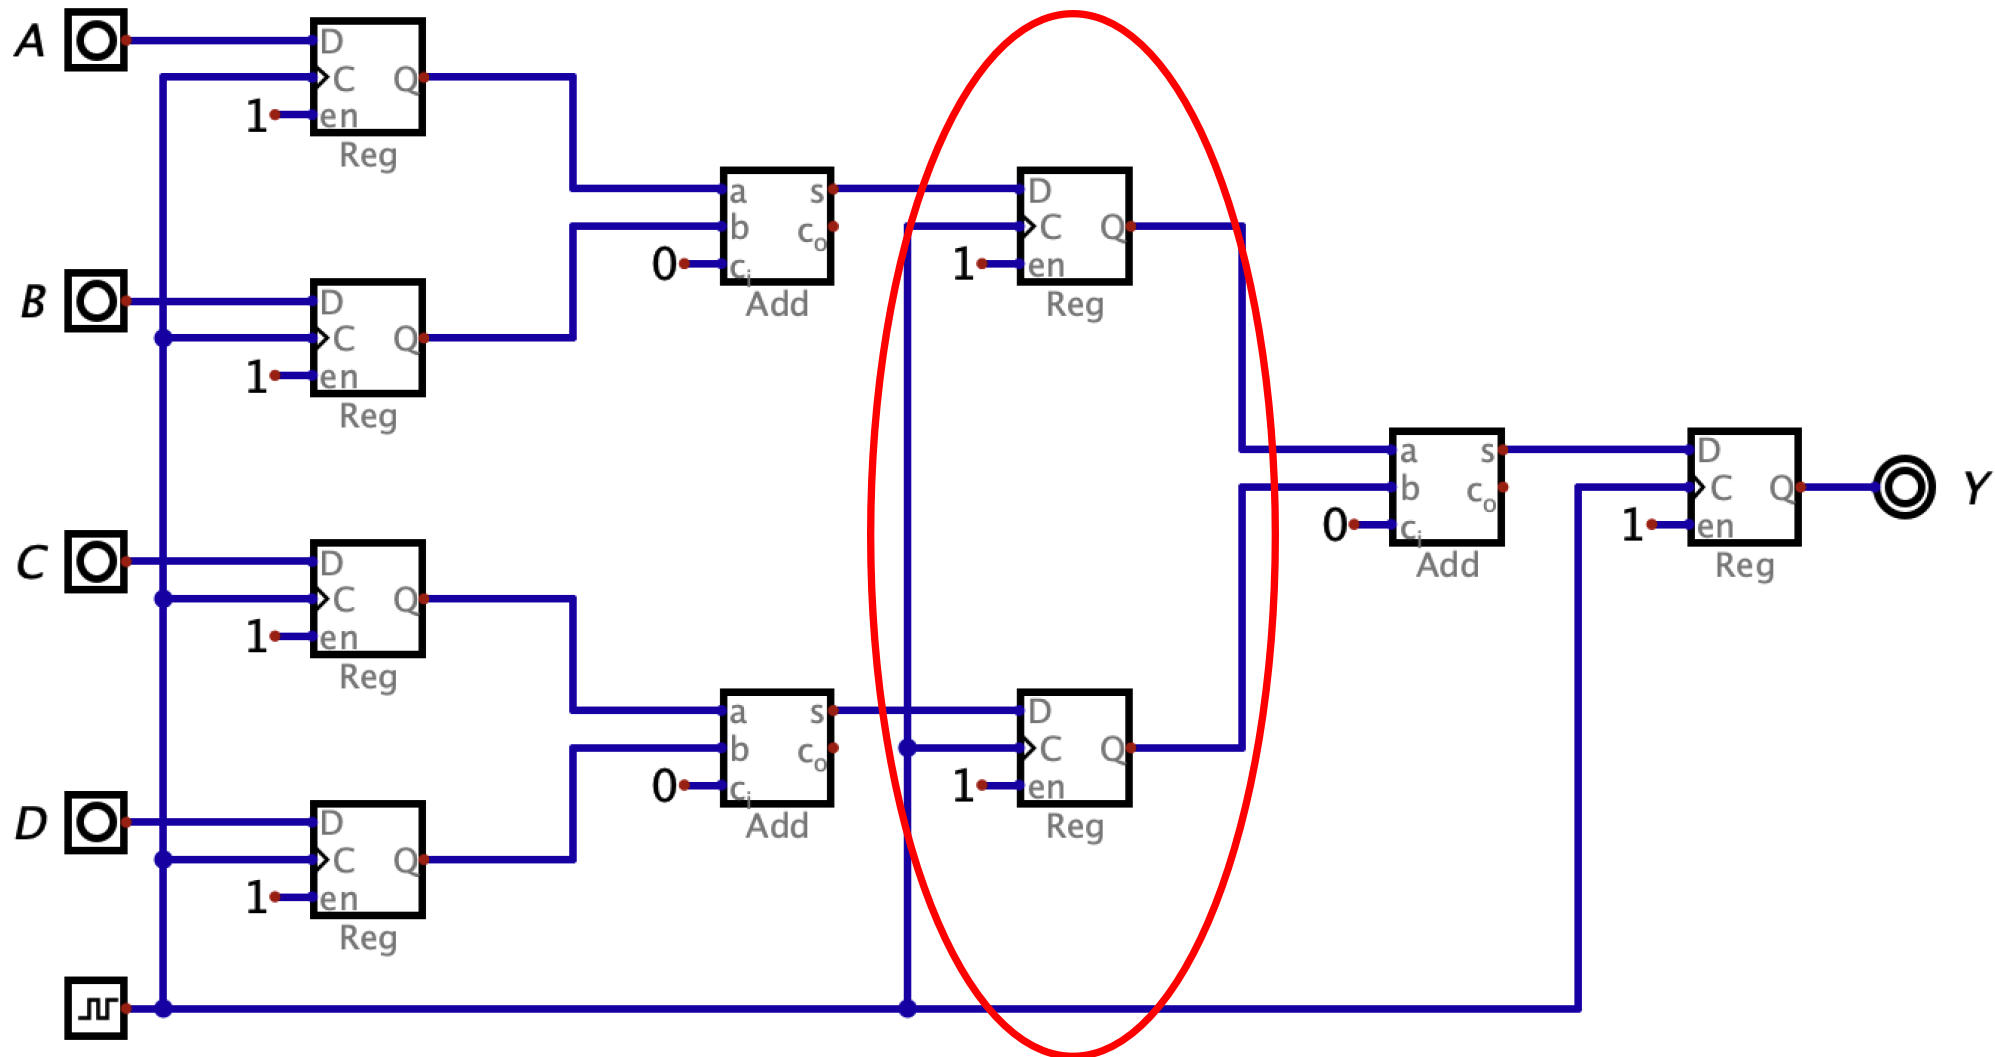 A
D
C Q
1 en
Reg
a s
b co
0 ci
Add
D
C Q
1 en
Reg
B
D
C Q
1 en
Reg
a s
b co
0 ci
Add
D
C Q
1 en
Reg
Y
C
D
C Q
1 en
Reg
a s
b co
0 ci
Add
D
C Q
1 en
Reg
D
D
C Q
1 en
Reg